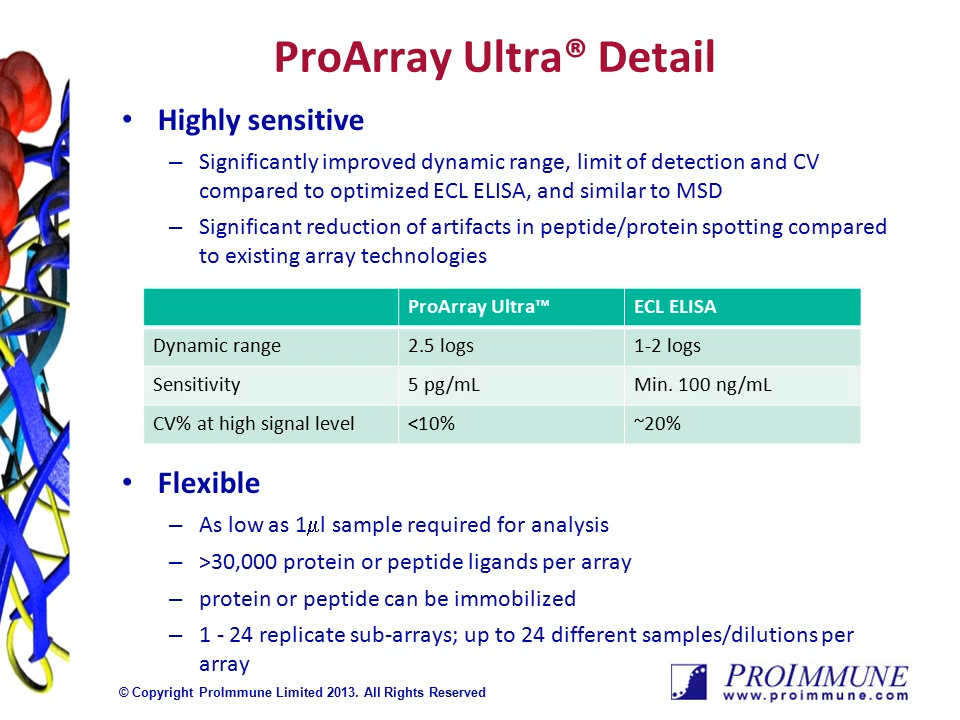 ProArray Ultra® Detail
• Highly sensitive
– Significantly improved dynamic range, limit of detection and CV
compared to optimized ECL ELISA, and similar to MSD
– Significant reduction of artifacts in peptide/protein spotting compared
to existing array technologies
ProArray Ultra™ ECL ELISA
Dynamic range 2.5 logs 1-2 logs
Sensitivity 5 pg/mL Min. 100 ng/mL
CV% at high signal level <10% ~20%
• Flexible
– As low as 1μl sample required for analysis
– >30,000 protein or peptide ligands per array
– protein or peptide can be immobilized
– 1 - 24 replicate sub-arrays; up to 24 different samples/dilutions per
array
© Copyright ProImmune Limited 2013. All Rights Reserved
PROIMMUNE
www.proimmune.com